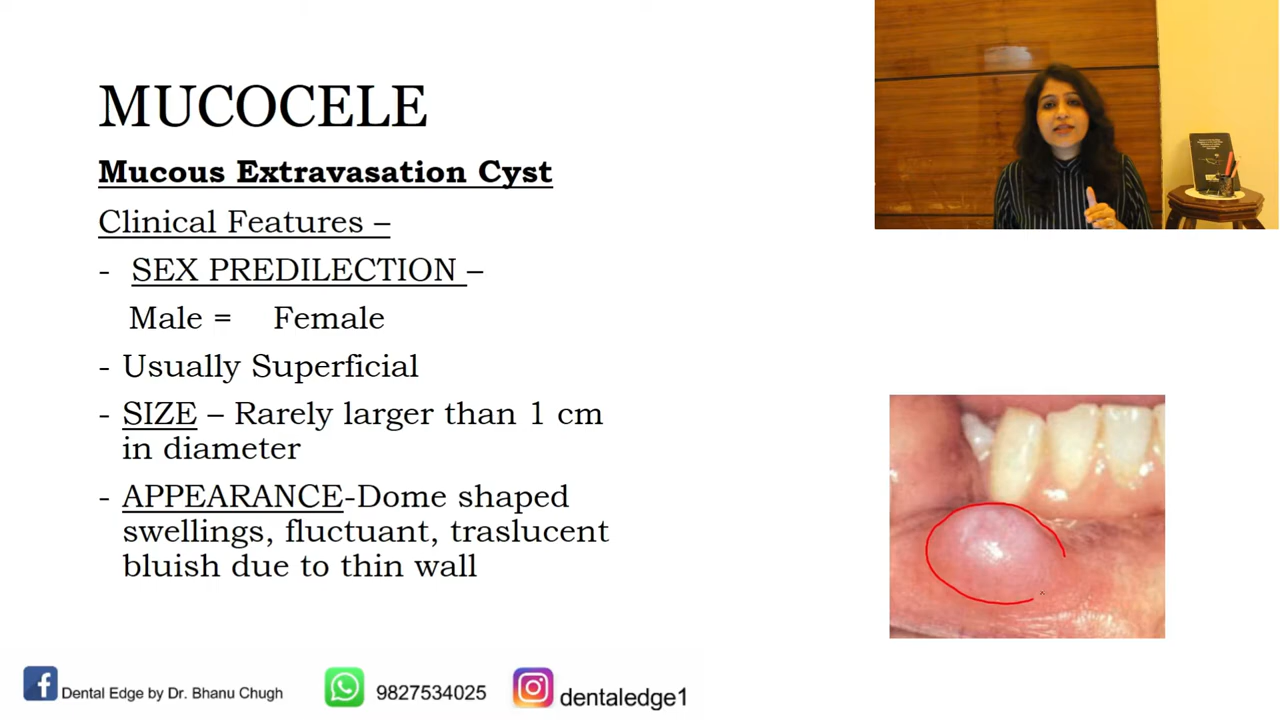 MUCOCELE
Mucous Extravasation Cyst
Clinical Features –
- SEX PREDILECTION –
Male = Female
- Usually Superficial
- SIZE – Rarely larger than 1 cm
in diameter
- APPEARANCE-Dome shaped
swellings, fluctuant, traslucent
bluish due to thin wall
Dental Edge by Dr. Bhanu Chugh
9827534025
dentaledge1